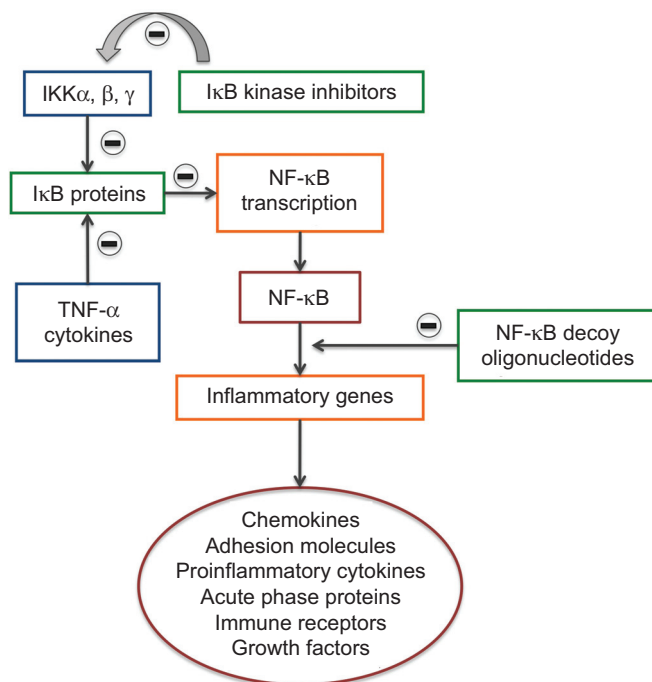 IKKα, β, γ
IκB kinase inhibitors
IκB proteins
NF-κB
transcription
TNF-α
cytokines
NF-κB
NF-κB decoy
oligonucleotides
Inflammatory genes
Chemokines
Adhesion molecules
Proinflammatory cytokines
Acute phase proteins
Immune receptors
Growth factors